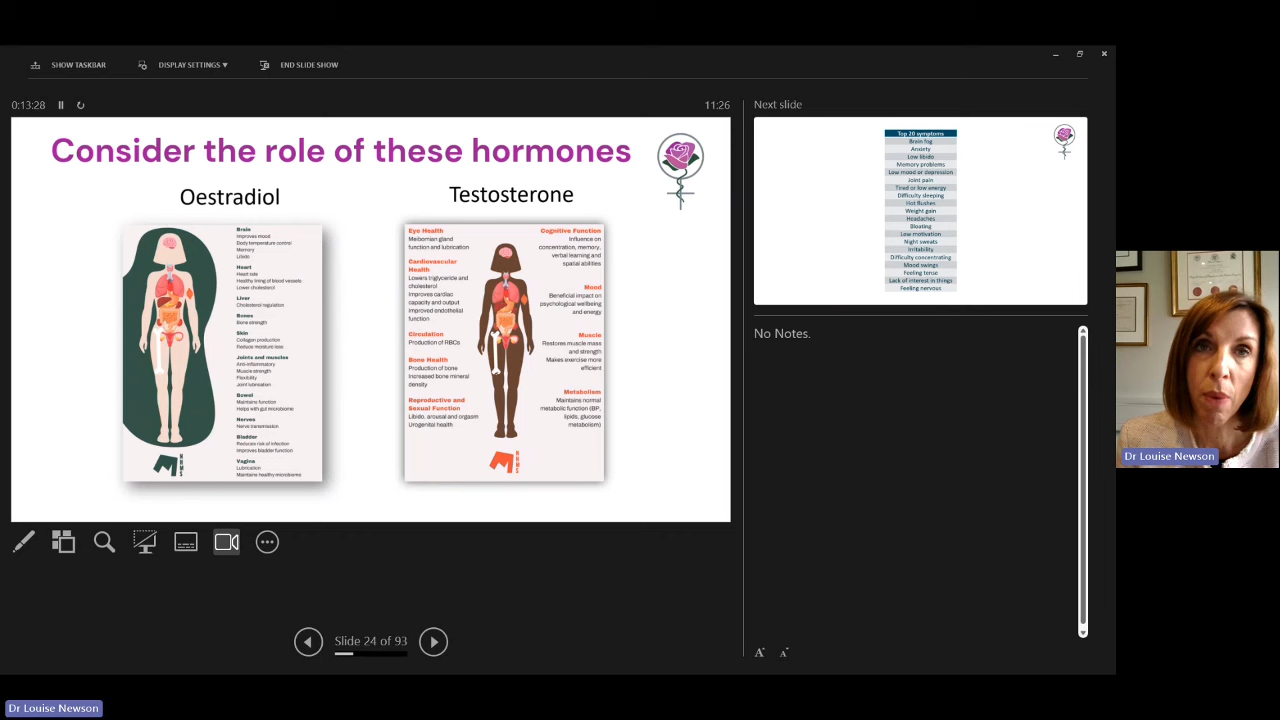 SHOW TASKBAR
DISPLAY SETTINGS ▼
END SLIDE SHOW
0:13:28
11:26
Consider the role of these hormones
Oestradiol
Brain
Improves mood
Body temperature control
Memory
Libido
Heart
Heart rate
Healthy lining of blood vessels
Lower cholesterol
Liver
Cholesterol regulation
Bones
Bone strength
Skin
Collagen production
Reduce moisture loss
Joints and muscles
Anti-inflammatory
Muscle strength
Flexibility
Joint lubrication
Bowel
Maintains function
Helps with gut microbiome
Nerves
Nerve transmission
Bladder
Reduces risk of infection
Improves bladder function
Vagina
Lubrication
Maintains healthy microbiome
Testosterone
Eye Health
Meibomian gland
function and lubrication
Cardiovascular
Health
Lowers triglyceride and
cholesterol
Improves cardiac
capacity and output
Improved endothelial
function
Circulation
Production of RBCs
Bone Health
Production of bone
Increased bone mineral
density
Reproductive and
Sexual Function
Libido, arousal and orgasm
Urogenital health
Cognitive Function
Influence on
concentration, memory,
verbal learning and
spatial abilities
Mood
Beneficial impact on
psychological wellbeing
and energy
Muscle
Restores muscle mass
and strength
Makes exercise more
efficient
Metabolism
Maintains normal
metabolic function (BP,
lipids, glucose
metabolism)
Slide 24 of 93
Next slide
Top 20 symptoms
Brain fog
Anxiety
Low libido
Memory problems
Low mood or depression
Joint pain
Tired or low energy
Difficulty sleeping
Hot flushes
Weight gain
Headaches
Bloating
Low motivation
Night sweats
Irritability
Difficulty concentrating
Mood swings
Feeling tense
Lack of interest in things
Feeling nervous
No Notes.
A A
Dr Louise Newson
Dr Louise Newson